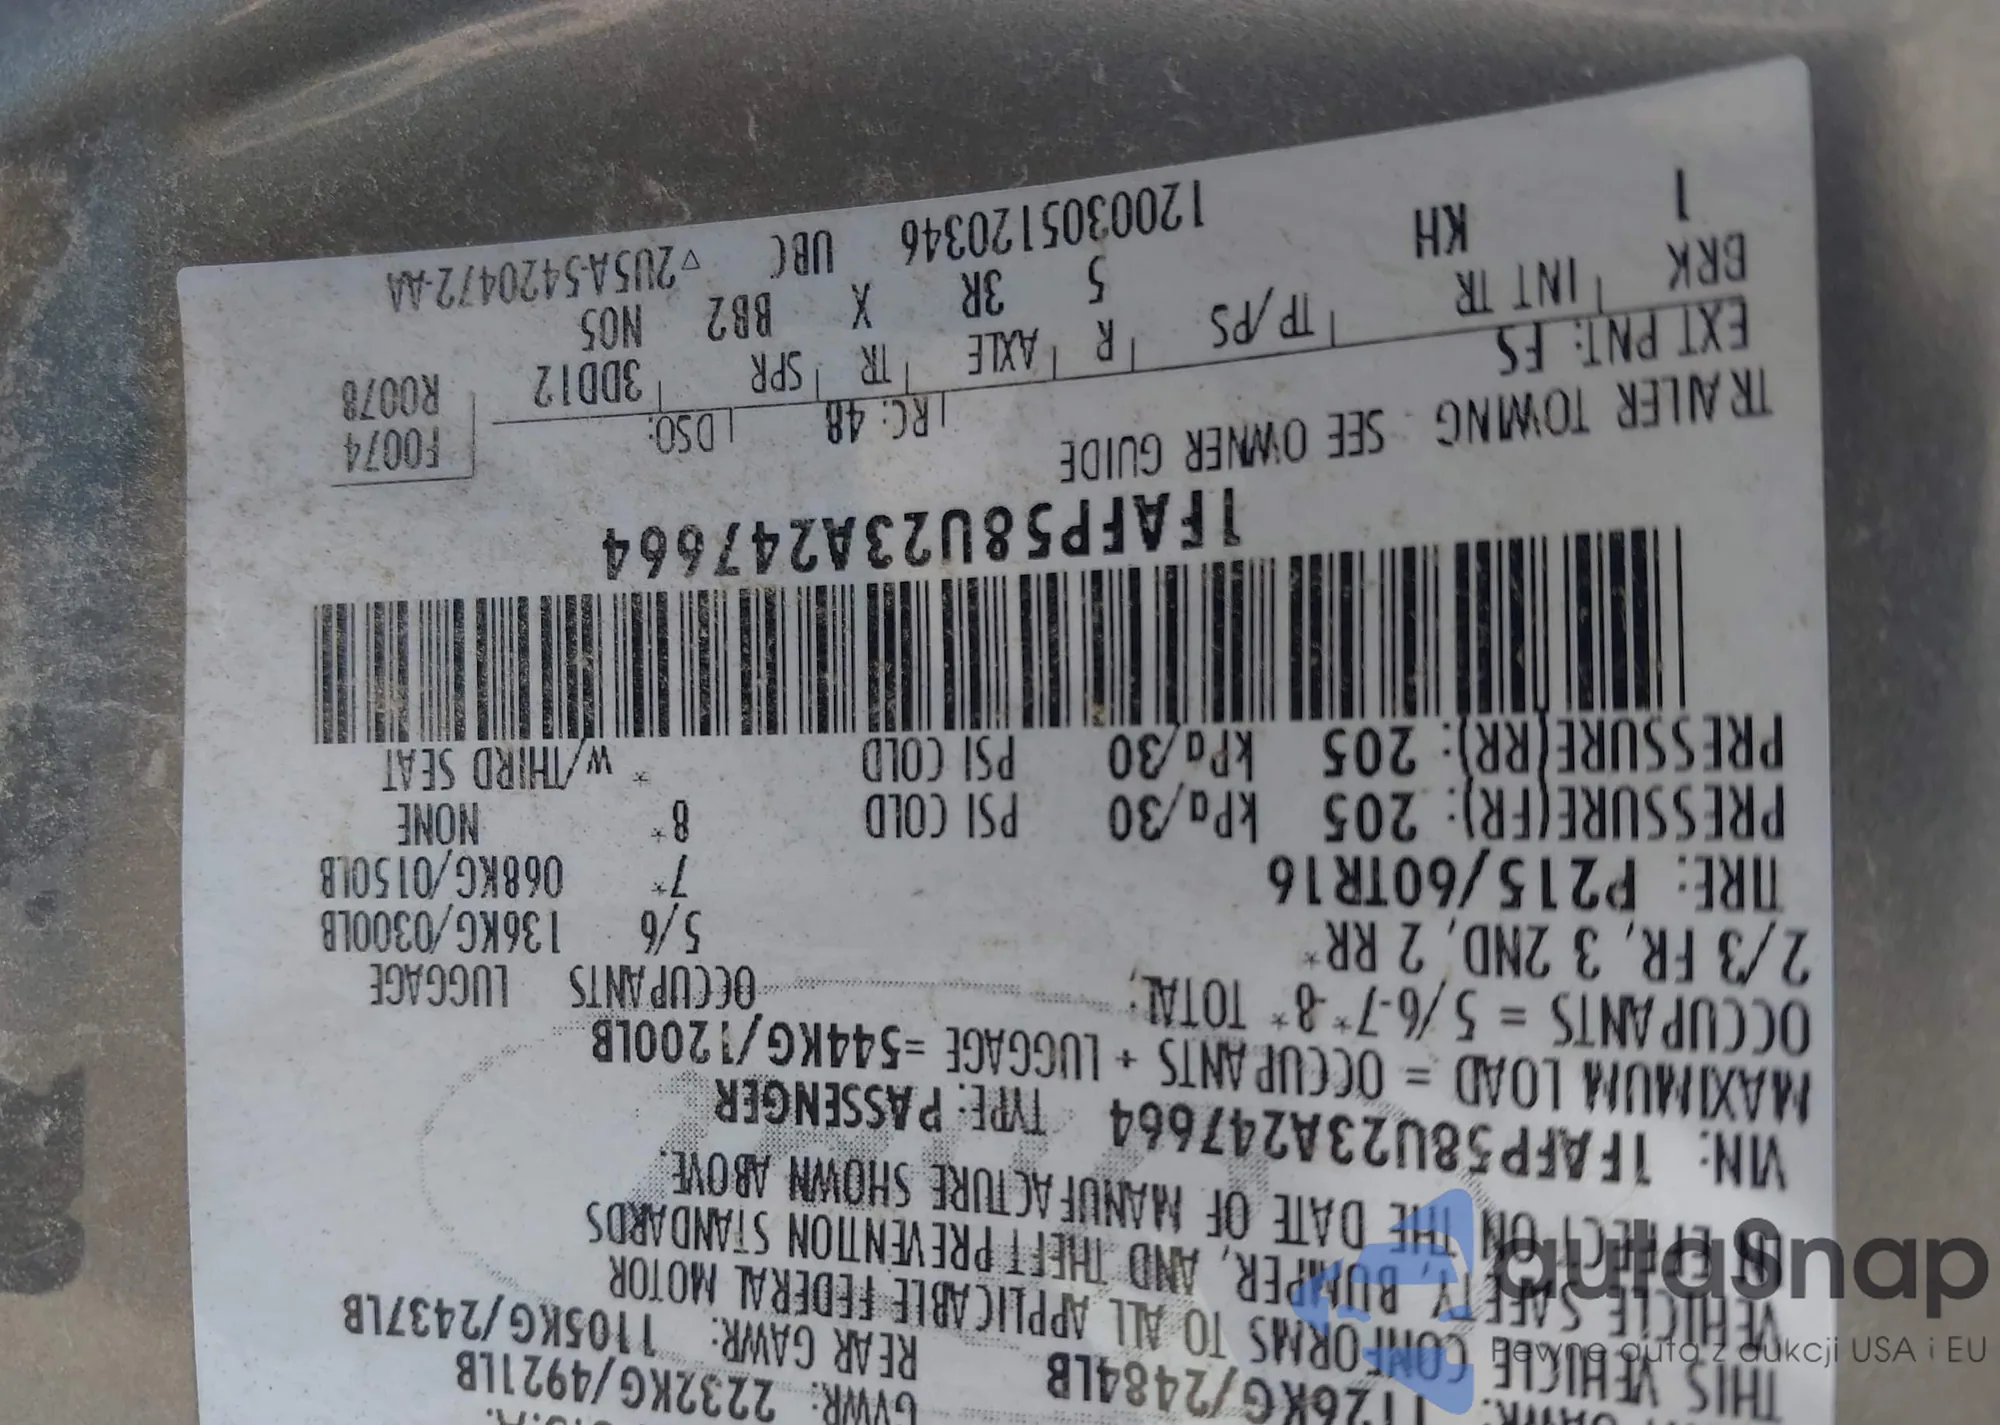 GVWR: 2232KG/4921LB
1126KG/2484LB REAR GAWR: 1105KG/2437LB
THIS VEHICLE CONFORMS TO ALL APPLICABLE FEDERAL MOTOR
VEHICLE SAFETY, BUMPER, AND THEFT PREVENTION STANDARDS
IN EFFECT ON THE DATE OF MANUFACTURE SHOWN ABOVE.
VIN: 1FAFP58U23A247664 TYPE: PASSENGER
MAXIMUM LOAD = OCCUPANTS + LUGGAGE =544KG/1200LB
OCCUPANTS = 5/6-7*-8* TOTAL: OCCUPANTS LUGGAGE
2/3 FR, 3 2ND, 2 RR* 5/6 136KG/0300LB
TIRE: P215/60TR16 7* 068KG/0150LB
PRESSURE(FR): 205 kPa/30 PSI COLD 8* NONE
PRESSURE(RR): 205 kPa/30 PSI COLD * W/THIRD SEAT
1FAFP58U23A247664
TRAILER TOWING - SEE OWNER GUIDE F0074
EXT PNT: FS RC: 48 DSO: R0078
BRK INT TR TP/PS R AXLE TR SPR 3DD12
1 KH 5 3R X BB2 N05
1200305120346 UBC ▽2U5A-5420472-AA
autaSnap
Pewne auta z aukcji USA i EU